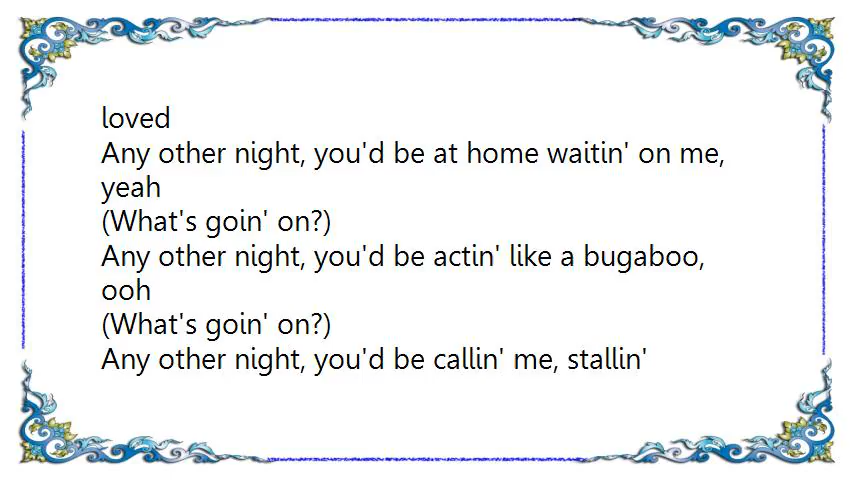 loved
Any other night, you'd be at home waitin' on me,
yeah
(What's goin' on?)
Any other night, you'd be actin' like a bugaboo,
ooh
(What's goin' on?)
Any other night, you'd be callin' me, stallin'